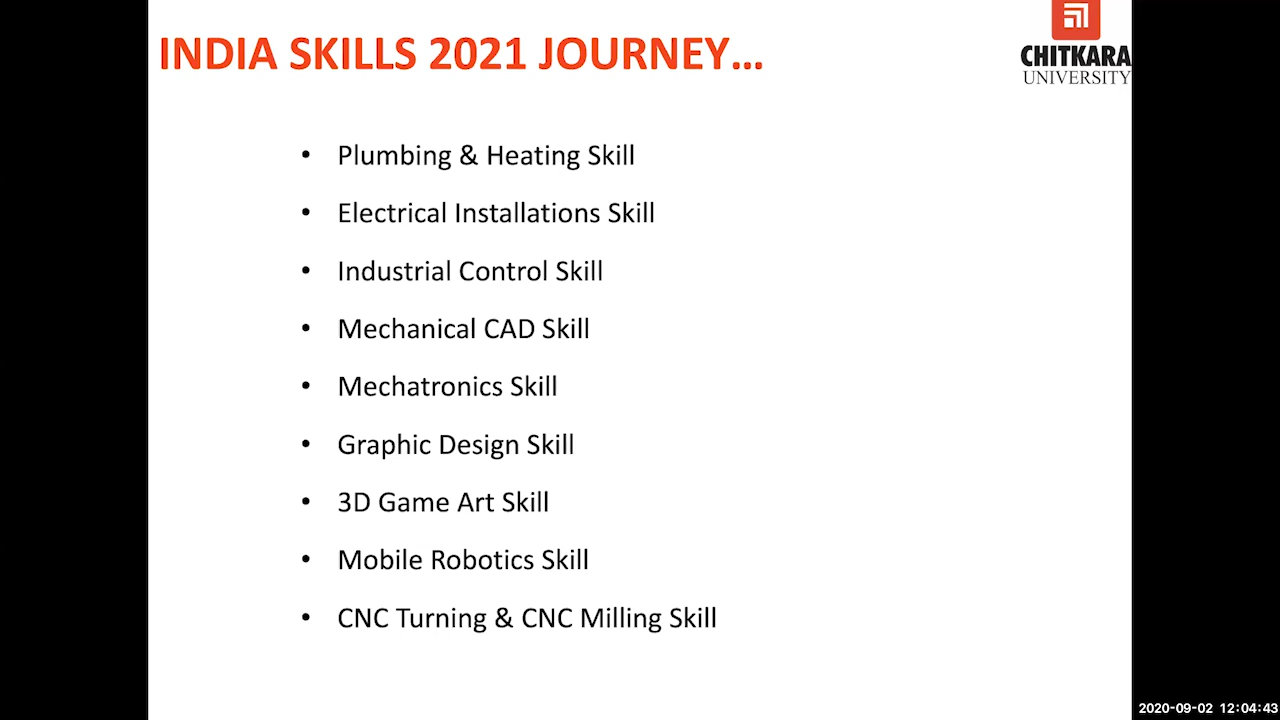 INDIA SKILLS 2021 JOURNEY...
CHITKARA
UNIVERSITY
• Plumbing & Heating Skill
• Electrical Installations Skill
• Industrial Control Skill
• Mechanical CAD Skill
• Mechatronics Skill
• Graphic Design Skill
• 3D Game Art Skill
• Mobile Robotics Skill
• CNC Turning & CNC Milling Skill
2020-09-02 12:04:43